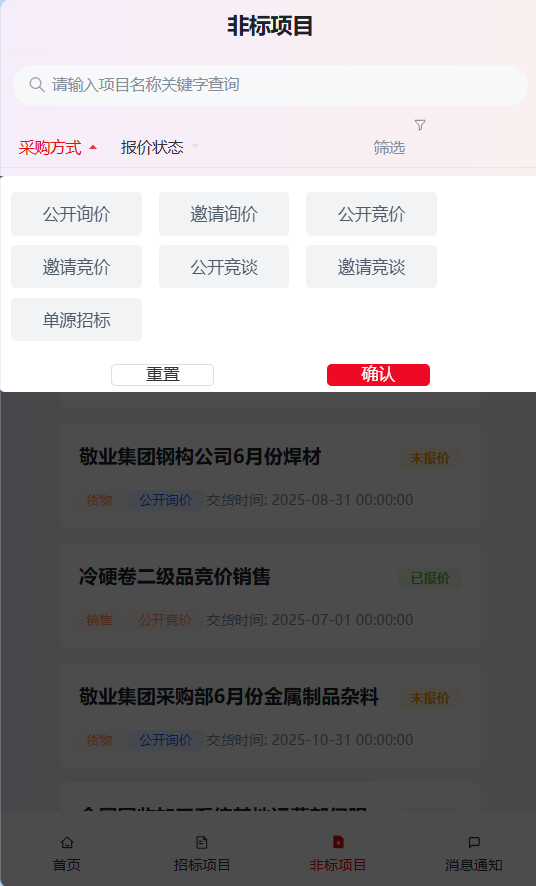 非标项目
请输入项目名称关键字查询
采购方式 报价状态 筛选
公开询价 邀请询价 公开竞价
邀请竞价 公开竞谈 邀请竞谈
单源招标
重置 确认
敬业集团钢构公司6月份焊材 未报价
货物 公开询价 交货时间: 2025-08-31 00:00:00
冷硬卷二级品竞价销售 已报价
销售 公开竞价 交货时间: 2025-07-01 00:00:00
敬业集团采购部6月份金属制品杂料 未报价
货物 公开询价 交货时间: 2025-10-31 00:00:00
首页 招标项目 非标项目 消息通知